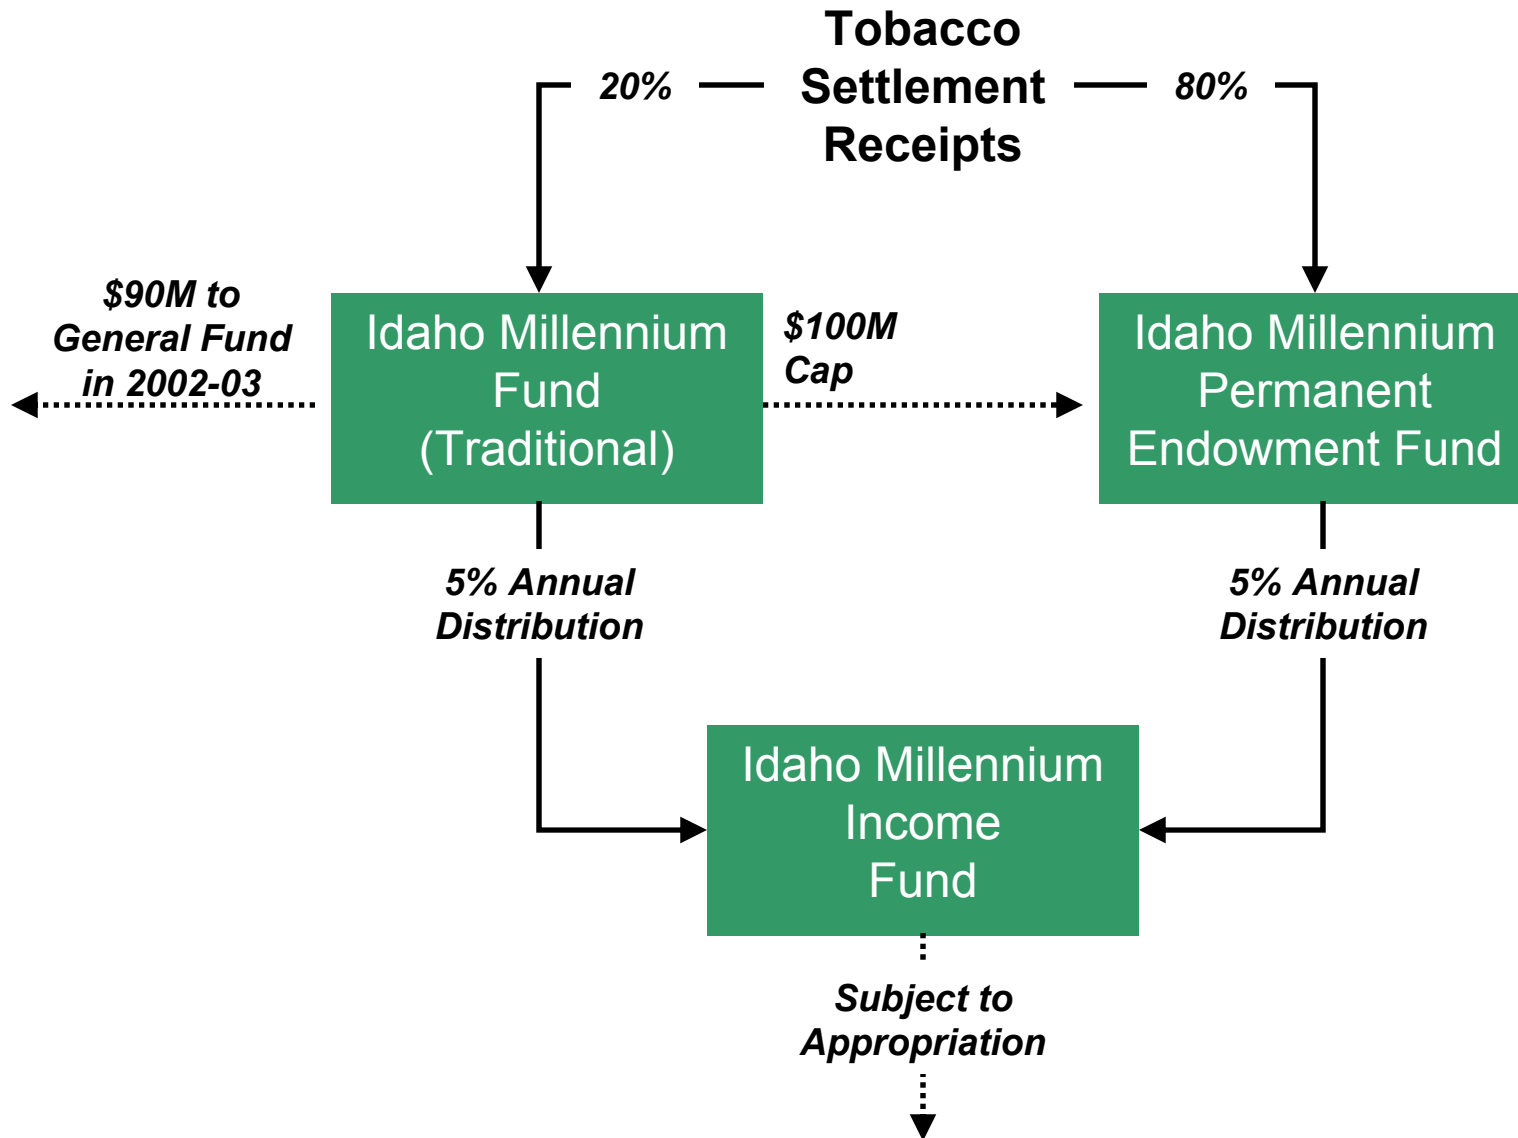 Tobacco
Settlement
Receipts
20%
80%
$90M to
General Fund
in 2002-03
Idaho Millennium
Fund
(Traditional)
$100M
Cap
Idaho Millennium
Permanent
Endowment Fund
5% Annual
Distribution
5% Annual
Distribution
Idaho Millennium
Income
Fund
Subject to
Appropriation